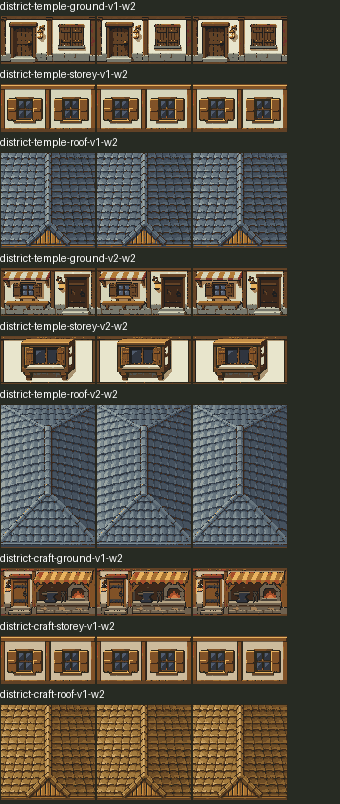 district-temple-ground-v1-w2
district-temple-storey-v1-w2
district-temple-roof-v1-w2
district-temple-ground-v2-w2
district-temple-storey-v2-w2
district-temple-roof-v2-w2
district-craft-ground-v1-w2
district-craft-storey-v1-w2
district-craft-roof-v1-w2